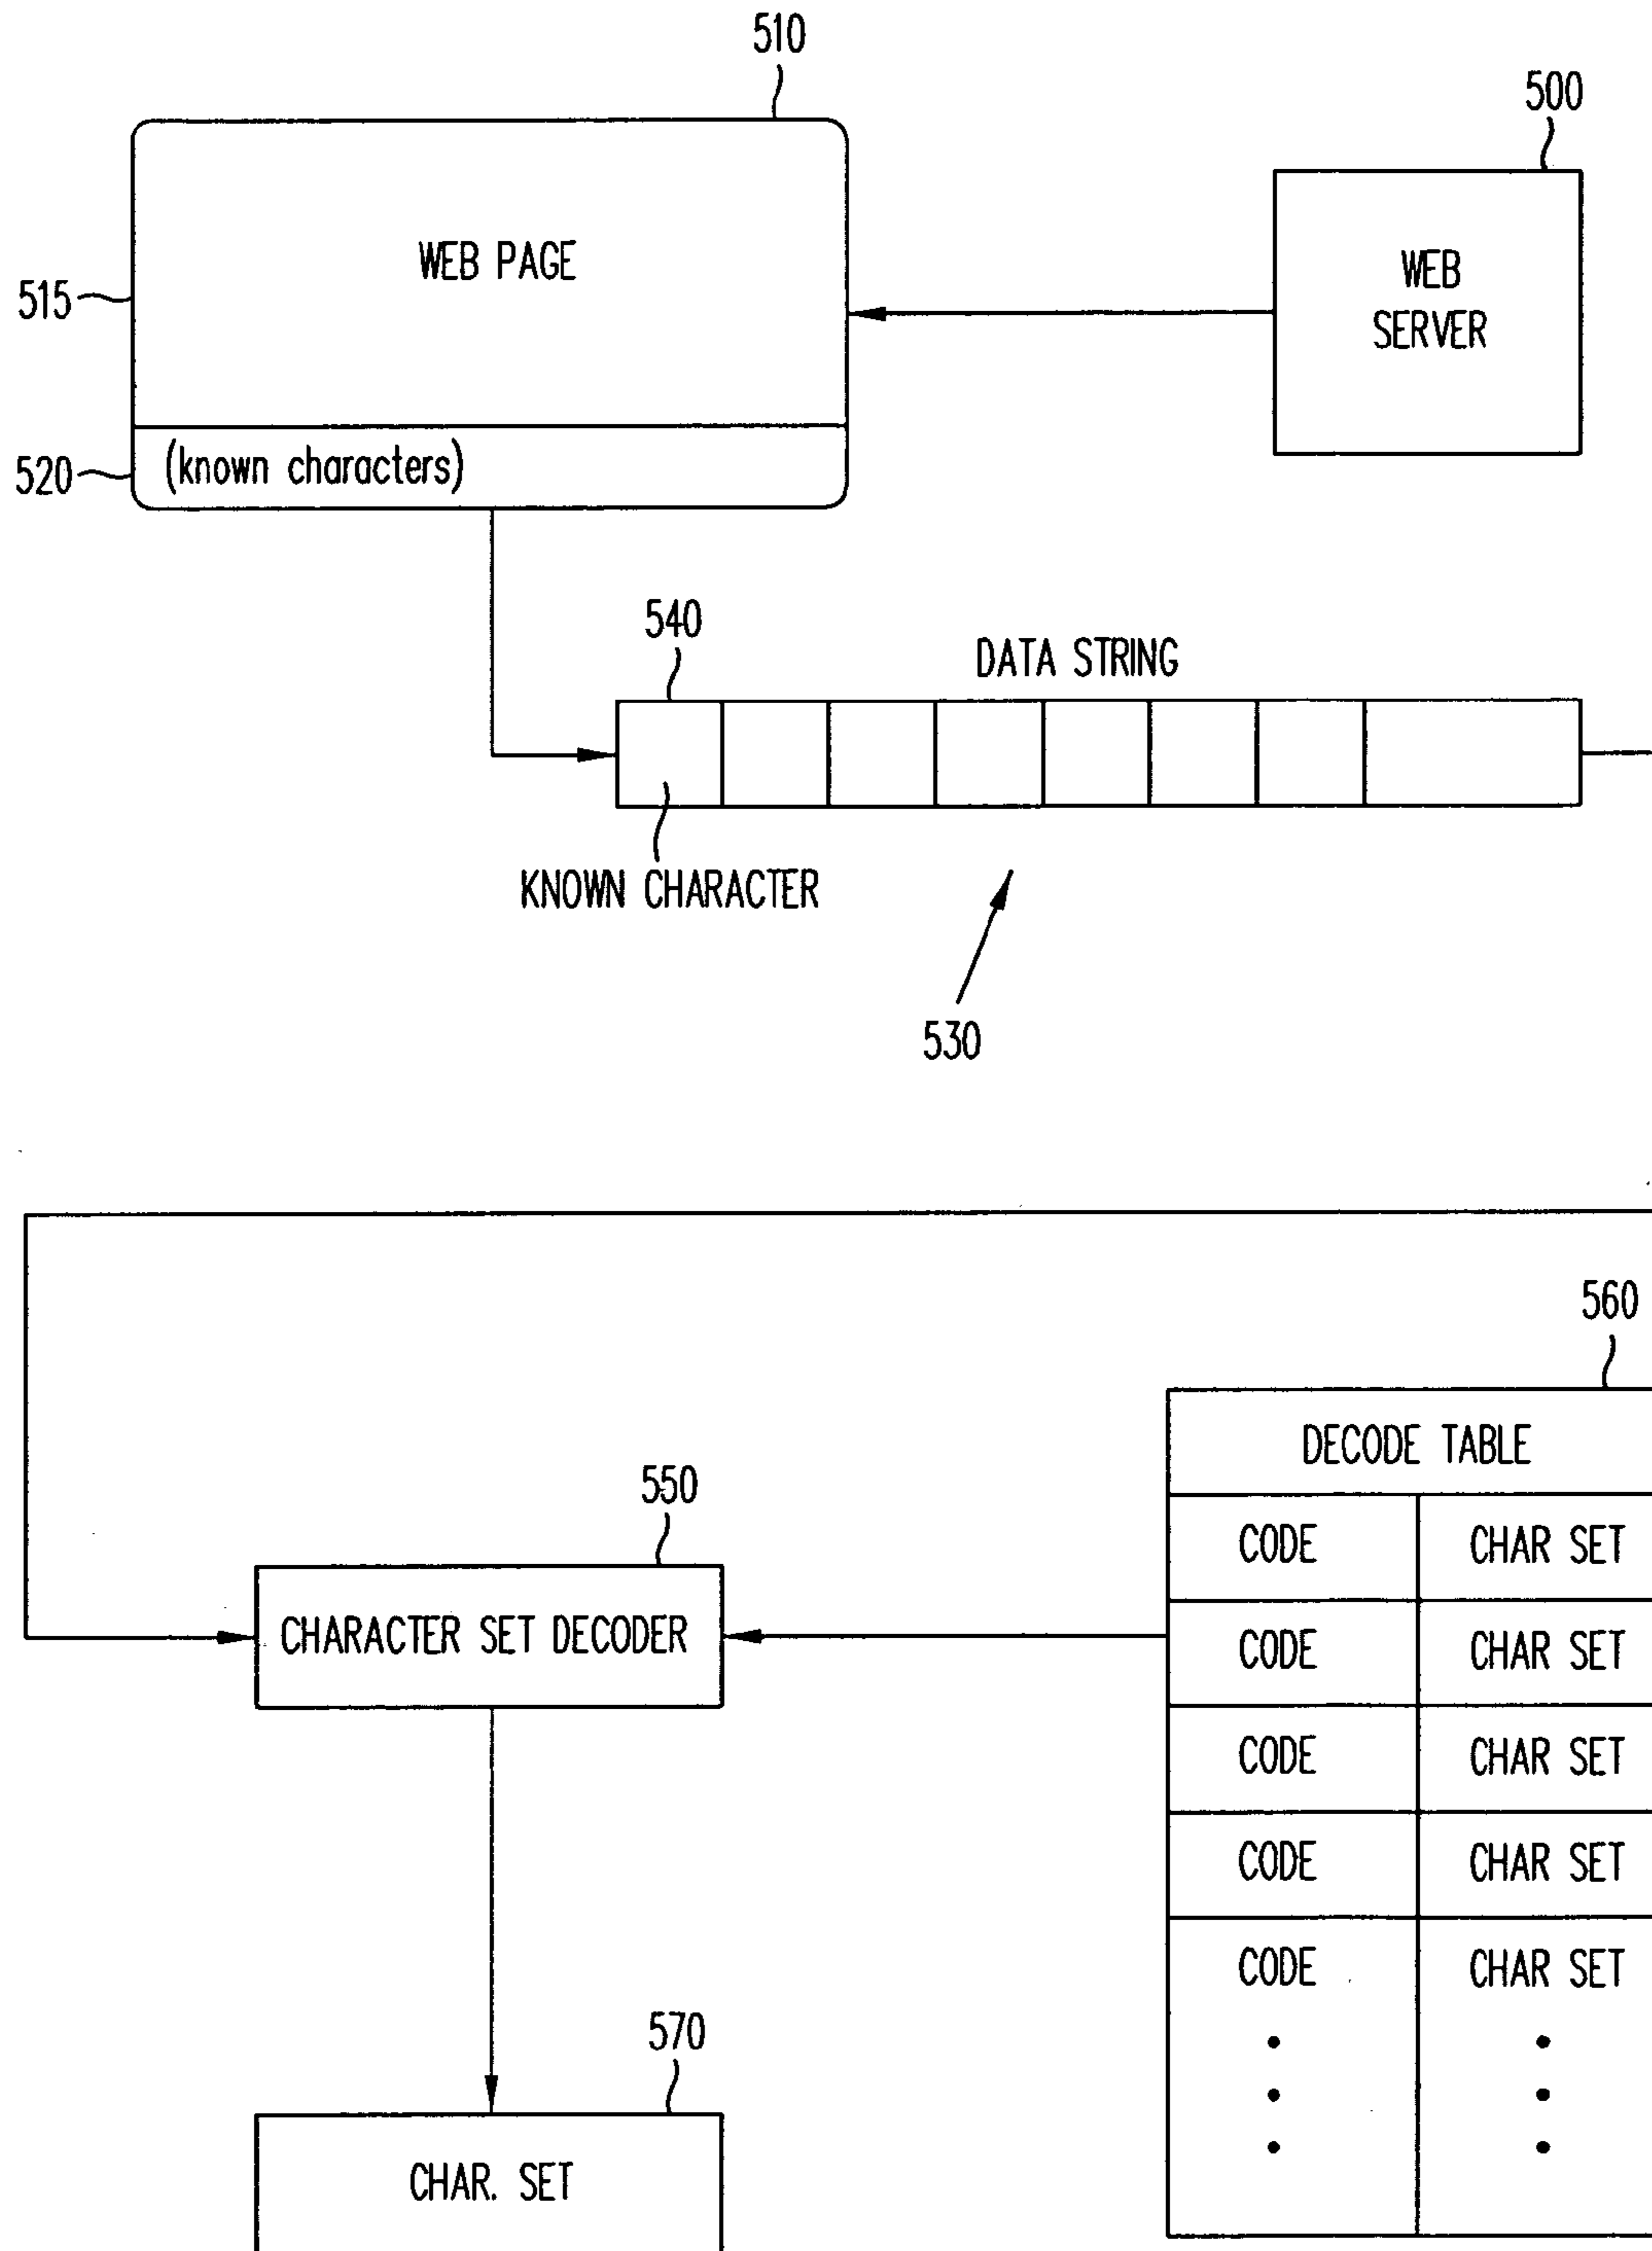 510
500
WEB PAGE
WEB
SERVER
515
520
(known characters)
540
DATA STRING
KNOWN CHARACTER
530
560
DECODE TABLE
550
CODE CHAR SET
CHARACTER SET DECODER
CODE CHAR SET
CODE CHAR SET
CODE CHAR SET
CODE CHAR SET
570
CHAR. SET